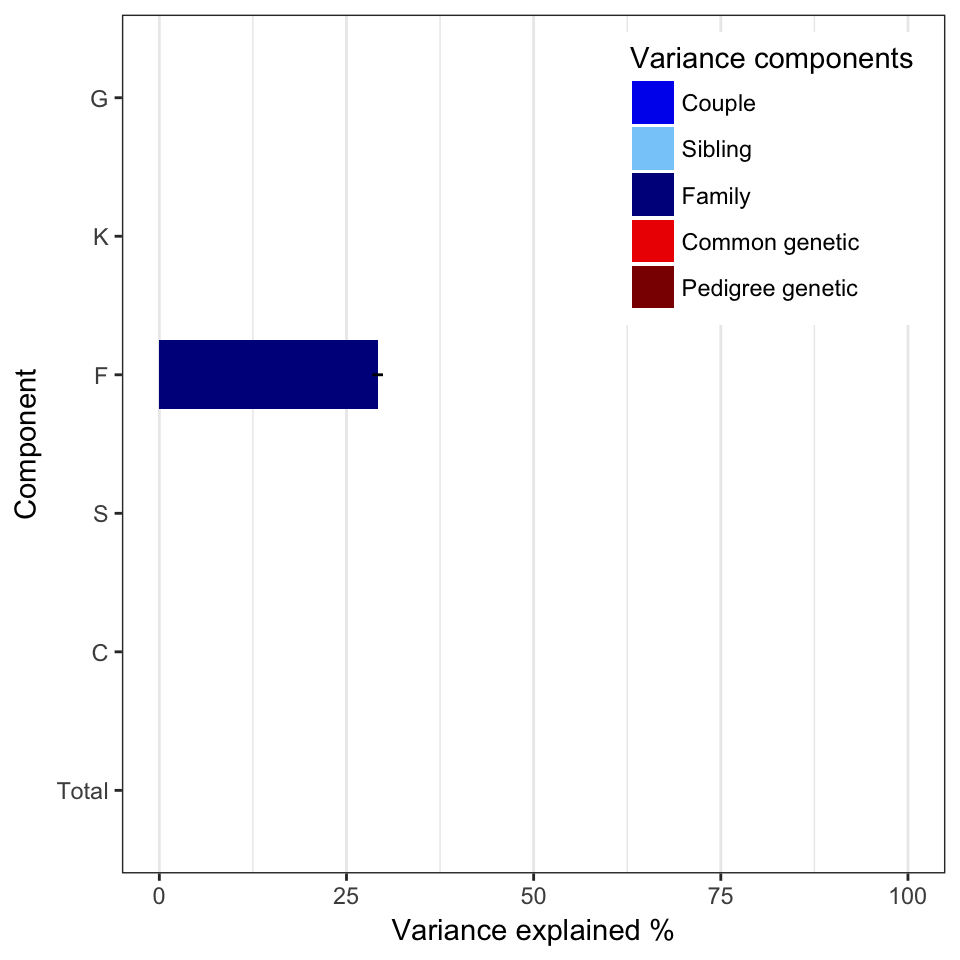 Variance components
Couple
Sibling
Family
Common genetic
Pedigree genetic
G
K
F
S
C
Total
Component
0 25 50 75 100
Variance explained %